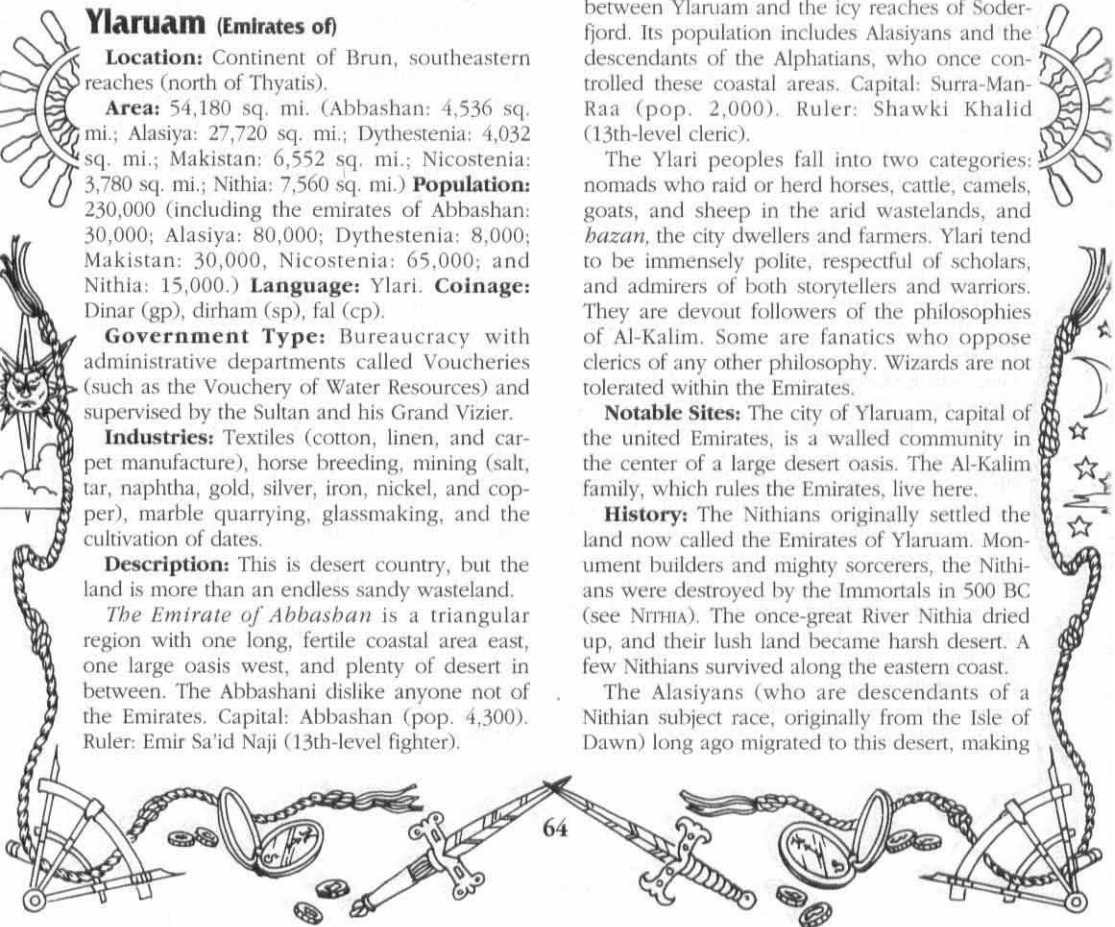 Ylaruam (Emirates of)
Location: Continent of Brun, southeastern
reaches (north of Thyatis).
Area: 54,180 sq. mi. (Abbashan: 4,536 sq.
mi.; Alasiya: 27,720 sq. mi.; Dythestenia: 4,032
sq. mi.; Makistan: 6,552 sq. mi.; Nicostenia:
3,780 sq. mi.; Nithia: 7,560 sq. mi.) Population:
230,000 (including the emirates of Abbashan:
30,000; Alasiya: 80,000; Dythestenia: 8,000;
Makistan: 30,000, Nicostenia: 65,000; and
Nithia: 15,000.) Language: Ylari. Coinage:
Dinar (gp), dirham (sp), fal (cp).
Government Type: Bureaucracy with
administrative departments called Voucheries
(such as the Vouchery of Water Resources) and
supervised by the Sultan and his Grand Vizier.
Industries: Textiles (cotton, linen, and car-
pet manufacture), horse breeding, mining (salt,
tar, naphtha, gold, silver, iron, nickel, and cop-
per), marble quarrying, glassmaking, and the
cultivation of dates.
Description: This is desert country, but the
land is more than an endless sandy wasteland.
The Emirate of Abbashan is a triangular
region with one long, fertile coastal area east,
one large oasis west, and plenty of desert in
between. The Abbashani dislike anyone not of
the Emirates. Capital: Abbashan (pop. 4,300).
Ruler: Emir Sa'id Naji (13th-level fighter).
between Ylaruam and the icy reaches of Soder-
fjord. Its population includes Alasiyans and the
descendants of the Alphatians, who once con-
trolled these coastal areas. Capital: Surra-Man-
Raa (pop. 2,000). Ruler: Shawki Khalid
(13th-level cleric).
The Ylari peoples fall into two categories:
nomads who raid or herd horses, cattle, camels,
goats, and sheep in the arid wastelands, and
hazan, the city dwellers and farmers. Ylari tend
to be immensely polite, respectful of scholars,
and admirers of both storytellers and warriors.
They are devout followers of the philosophies
of Al-Kalim. Some are fanatics who oppose
clerics of any other philosophy. Wizards are not
tolerated within the Emirates.
Notable Sites: The city of Ylaruam, capital of
the united Emirates, is a walled community in
the center of a large desert oasis. The Al-Kalim
family, which rules the Emirates, live here.
History: The Nithians originally settled the
land now called the Emirates of Ylaruam. Mon-
ument builders and mighty sorcerers, the Nithi-
ans were destroyed by the Immortals in 500 BC
(see NITHIA). The once-great River Nithia dried
up, and their lush land became harsh desert. A
few Nithians survived along the eastern coast.
The Alasiyans (who are descendants of a
Nithian subject race, originally from the Isle of
Dawn) long ago migrated to this desert, making
64